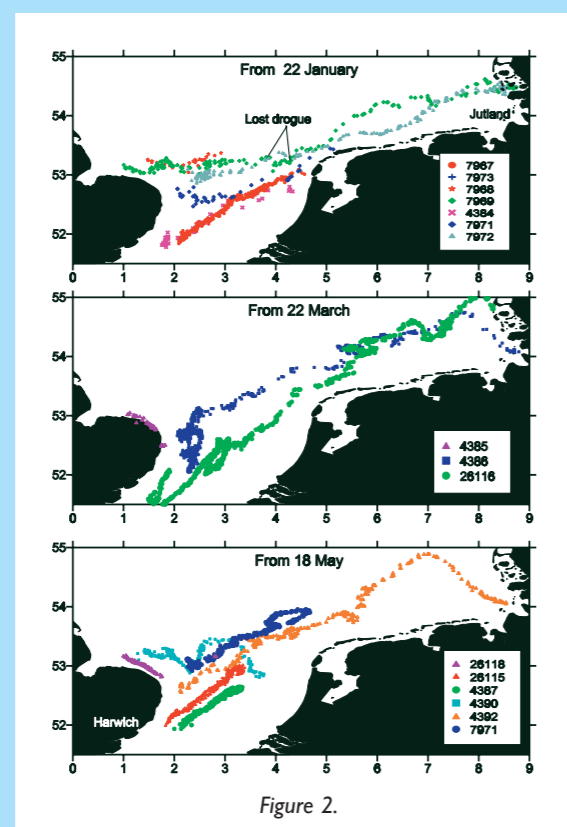 55
From 22 January
54
Lost drogue
Jutland
53
7967
7973
7968
7969
4384
7971
7972
52
0 1 2 3 4 5 6 7 8 9
55
From 22 March
54
53
4385
4386
26116
52
0 1 2 3 4 5 6 7 8 9
55
From 18 May
54
53
26118
26115
4387
4390
4392
7971
Harwich
52
0 1 2 3 4 5 6 7 8 9
Figure 2.